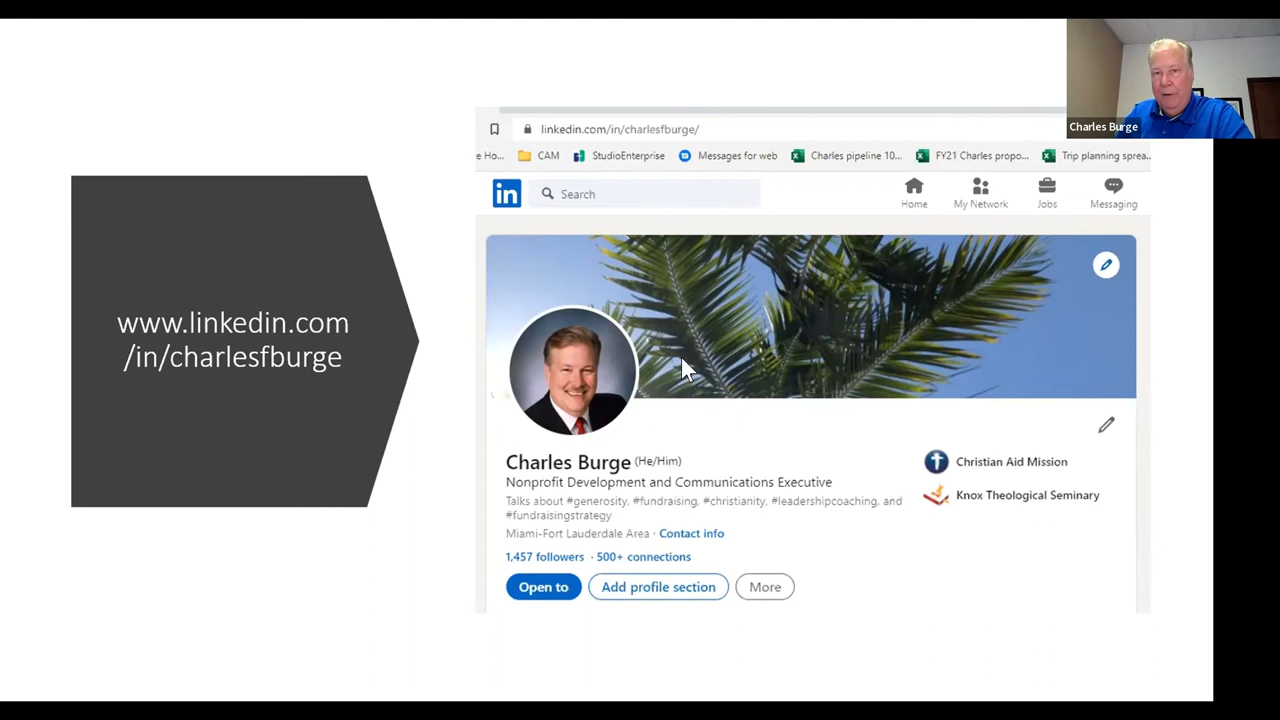 Charles Burge
www.linkedin.com
/in/charlesfburge
linkedin.com/in/charlesfburge/
e Ho... CAM StudioEnterprise Messages for web Charles pipeline 10... FY21 Charles propo... Trip planning sprea...
in Search Home My Network Jobs Messaging
Charles Burge (He/Him)
Nonprofit Development and Communications Executive
Talks about #generosity, #fundraising, #christianity, #leadershipcoaching, and
#fundraisingstrategy
Miami-Fort Lauderdale Area · Contact info
1,457 followers · 500+ connections
Open to Add profile section More
Christian Aid Mission
Knox Theological Seminary